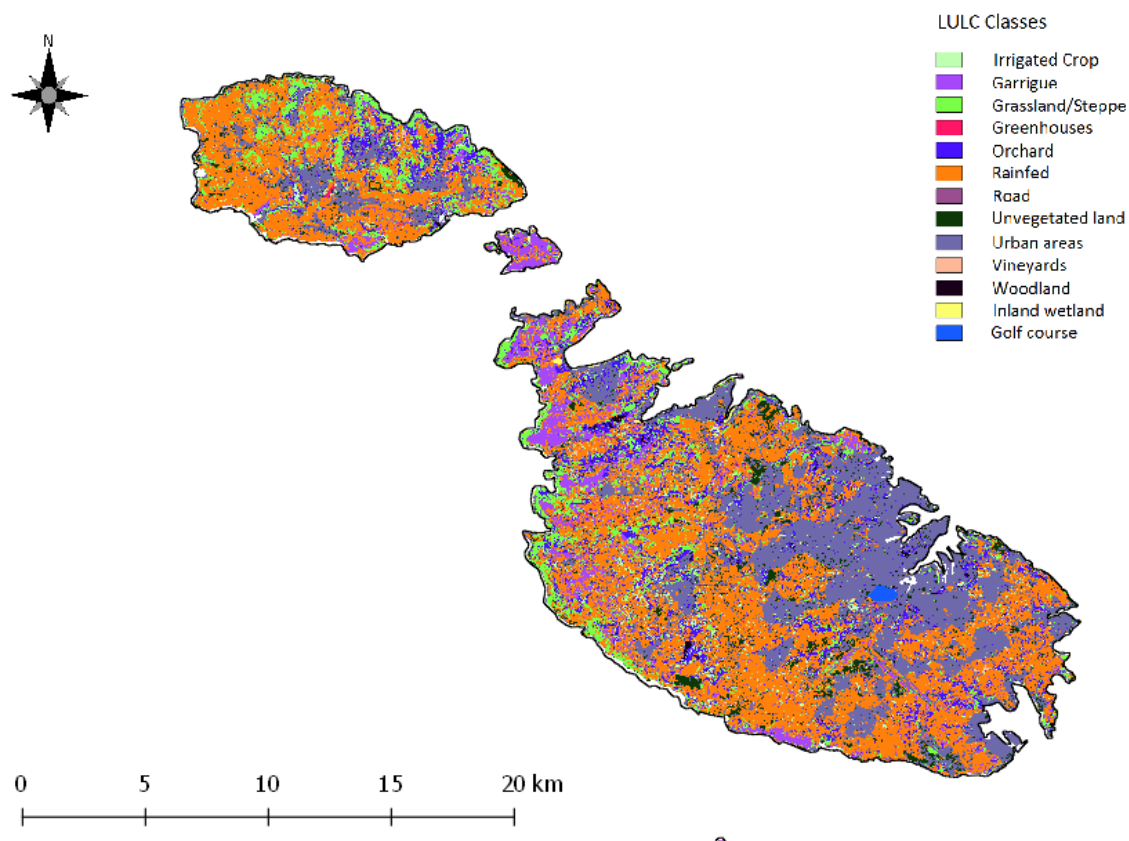 LULC Classes
N
Irrigated Crop
Garrigue
Grassland/Steppe
Greenhouses
Orchard
Rainfed
Road
Unvegetated land
Urban areas
Vineyards
Woodland
Inland wetland
Golf course
0 5 10 15 20 km